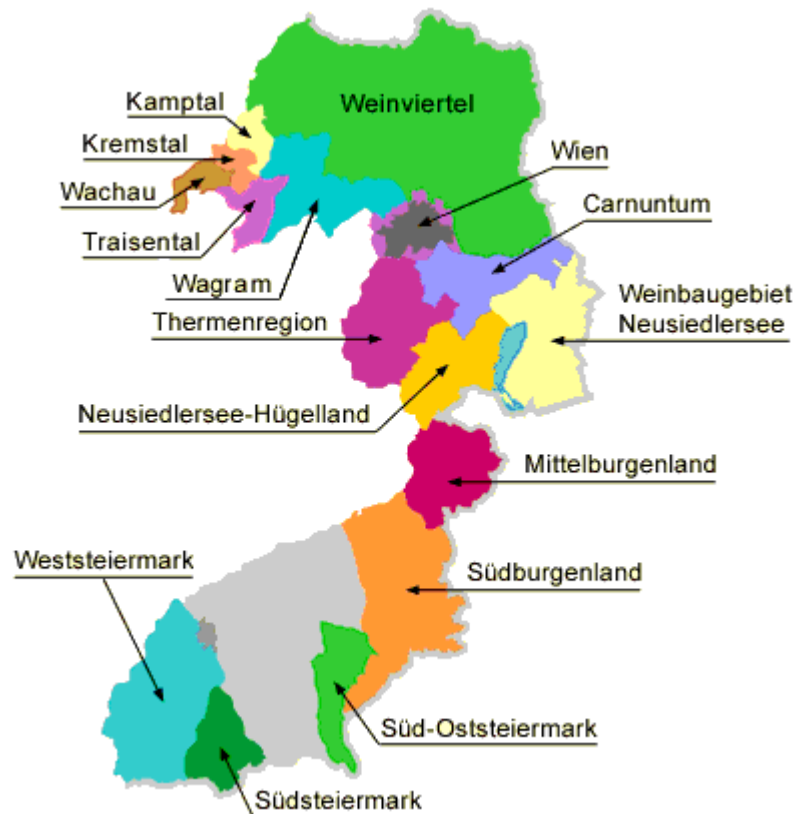 Kamptal
Weinviertel
Kremstal
Wien
Wachau
Carnuntum
Traisental
Wagram
Weinbaugebiet
Neusiedlersee
Thermenregion
Neusiedlersee-Hügelland
Mittelburgenland
Weststeiermark
Südburgenland
Süd-Oststeiermark
Südsteiermark